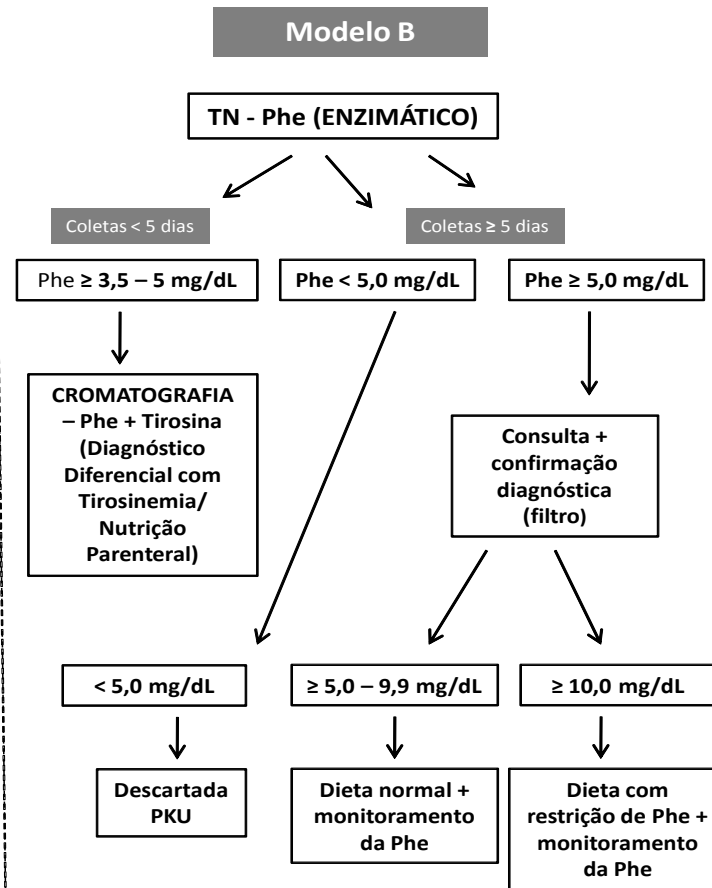 Modelo B
TN - Phe (ENZIMÁTICO)
Coletas < 5 dias
Coletas ≥ 5 dias
Phe ≥ 3,5 – 5 mg/dL
Phe < 5,0 mg/dL
Phe ≥ 5,0 mg/dL
CROMATOGRAFIA
– Phe + Tirosina
(Diagnóstico
Diferencial com
Tirosinemia/
Nutrição
Parenteral)
Consulta +
confirmação
diagnóstica
(filtro)
< 5,0 mg/dL
≥ 5,0 – 9,9 mg/dL
≥ 10,0 mg/dL
Descartada
PKU
Dieta normal +
monitoramento
da Phe
Dieta com
restrição de Phe +
monitoramento
da Phe